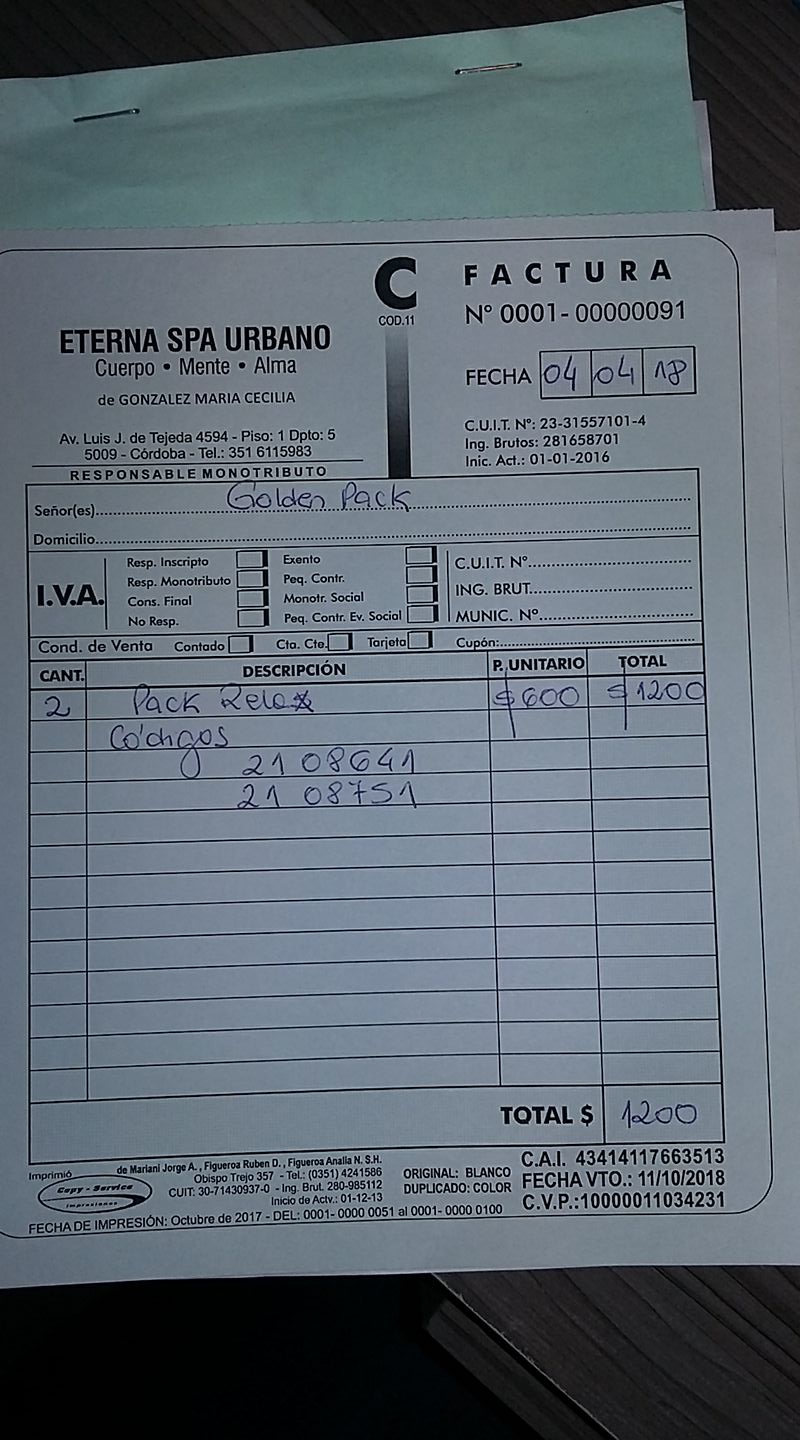 C
COD.11
FACTURA
Nº 0001-00000091
ETERNA SPA URBANO
Cuerpo • Mente • Alma
de GONZALEZ MARIA CECILIA
FECHA 04 04 18
Av. Luis J. de Tejeda 4594 - Piso: 1 Dpto: 5
5009 - Córdoba - Tel.: 351 6115983
RESPONSABLE MONOTRIBUTO
C.U.I.T. Nº: 23-31557101-4
Ing. Brutos: 281658701
Inic. Act.: 01-01-2016
Señor(es) Golden Pack
Domicilio
I.V.A.
Resp. Inscripto
Resp. Monotributo
Cons. Final
No Resp.
Exento
Peq. Contr.
Monotr. Social
Peq. Contr. Ev. Social
C.U.I.T. Nº
ING. BRUT.
MUNIC. Nº
Cond. de Venta Contado Cta. Cte. Tarjeta Cupón:
CANT. DESCRIPCIÓN P. UNITARIO TOTAL
2 Pack Relax $600 $1200
Códigos
2108641
2108751
TOTAL $ 1200
Imprimió
Copy - Service
Impresiones
de Mariani Jorge A., Figueroa Ruben D., Figueroa Analia N. S.H.
Obispo Trejo 357 - Tel.: (0351) 4241586
CUIT: 30-71430937-0 - Ing. Brut. 280-985112
Inicio de Actv.: 01-12-13
ORIGINAL: BLANCO
DUPLICADO: COLOR
C.A.I. 43414117663513
FECHA VTO.: 11/10/2018
C.V.P.:10000011034231
FECHA DE IMPRESIÓN: Octubre de 2017 - DEL: 0001- 0000 0051 al 0001- 0000 0100